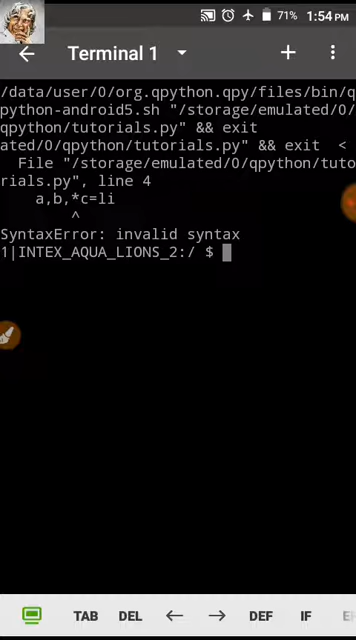 71% 1:54 PM
Terminal 1
/data/user/0/org.qpython.qpy/files/bin/q
python-android5.sh "/storage/emulated/0/
qpython/tutorials.py" && exit
ated/0/qpython/tutorials.py" && exit <
File "/storage/emulated/0/qpython/tuto
rials.py", line 4
a,b,*c=li
^
SyntaxError: invalid syntax
1|INTEX_AQUA_LIONS_2:/ $
TAB DEL ← → DEF IF